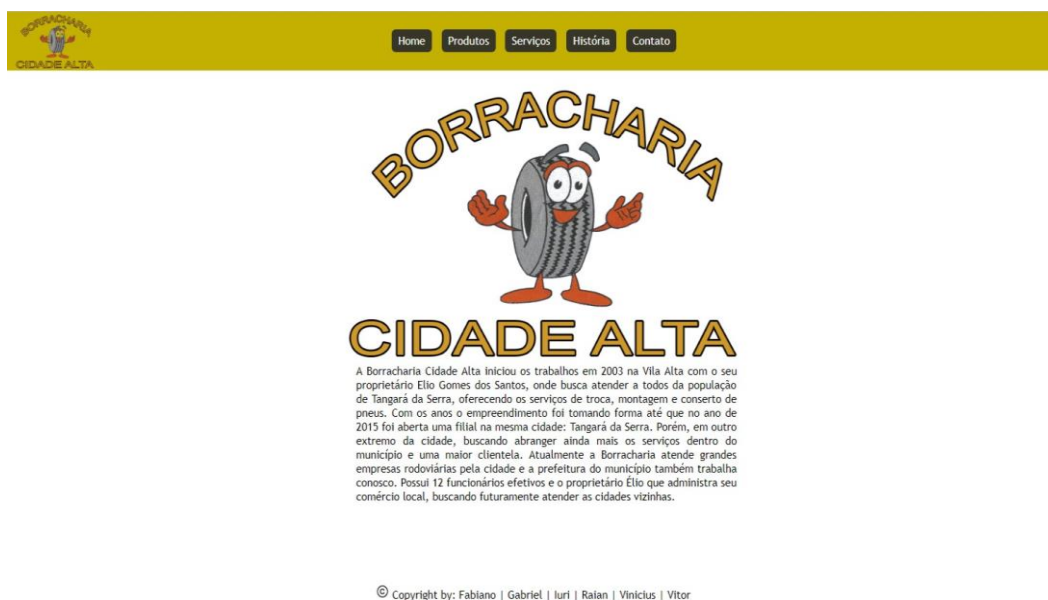 BORRACHARIA
CIDADE ALTA
Home Produtos Serviços História Contato
BORRACHARIA
CIDADE ALTA
A Borracharia Cidade Alta iniciou os trabalhos em 2003 na Vila Alta com o seu
proprietário Elio Gomes dos Santos, onde busca atender a todos da população
de Tangará da Serra, oferecendo os serviços de troca, montagem e conserto de
pneus. Com os anos o empreendimento foi tomando forma até que no ano de
2015 foi aberta uma filial na mesma cidade: Tangará da Serra. Porém, em outro
extremo da cidade, buscando abranger ainda mais os serviços dentro do
município e uma maior clientela. Atualmente a Borracharia atende grandes
empresas rodoviárias pela cidade e a prefeitura do município também trabalha
conosco. Possui 12 funcionários efetivos e o proprietário Élio que administra seu
comércio local, buscando futuramente atender as cidades vizinhas.
© Copyright by: Fabiano | Gabriel | Iuri | Raian | Vinicius | Vitor